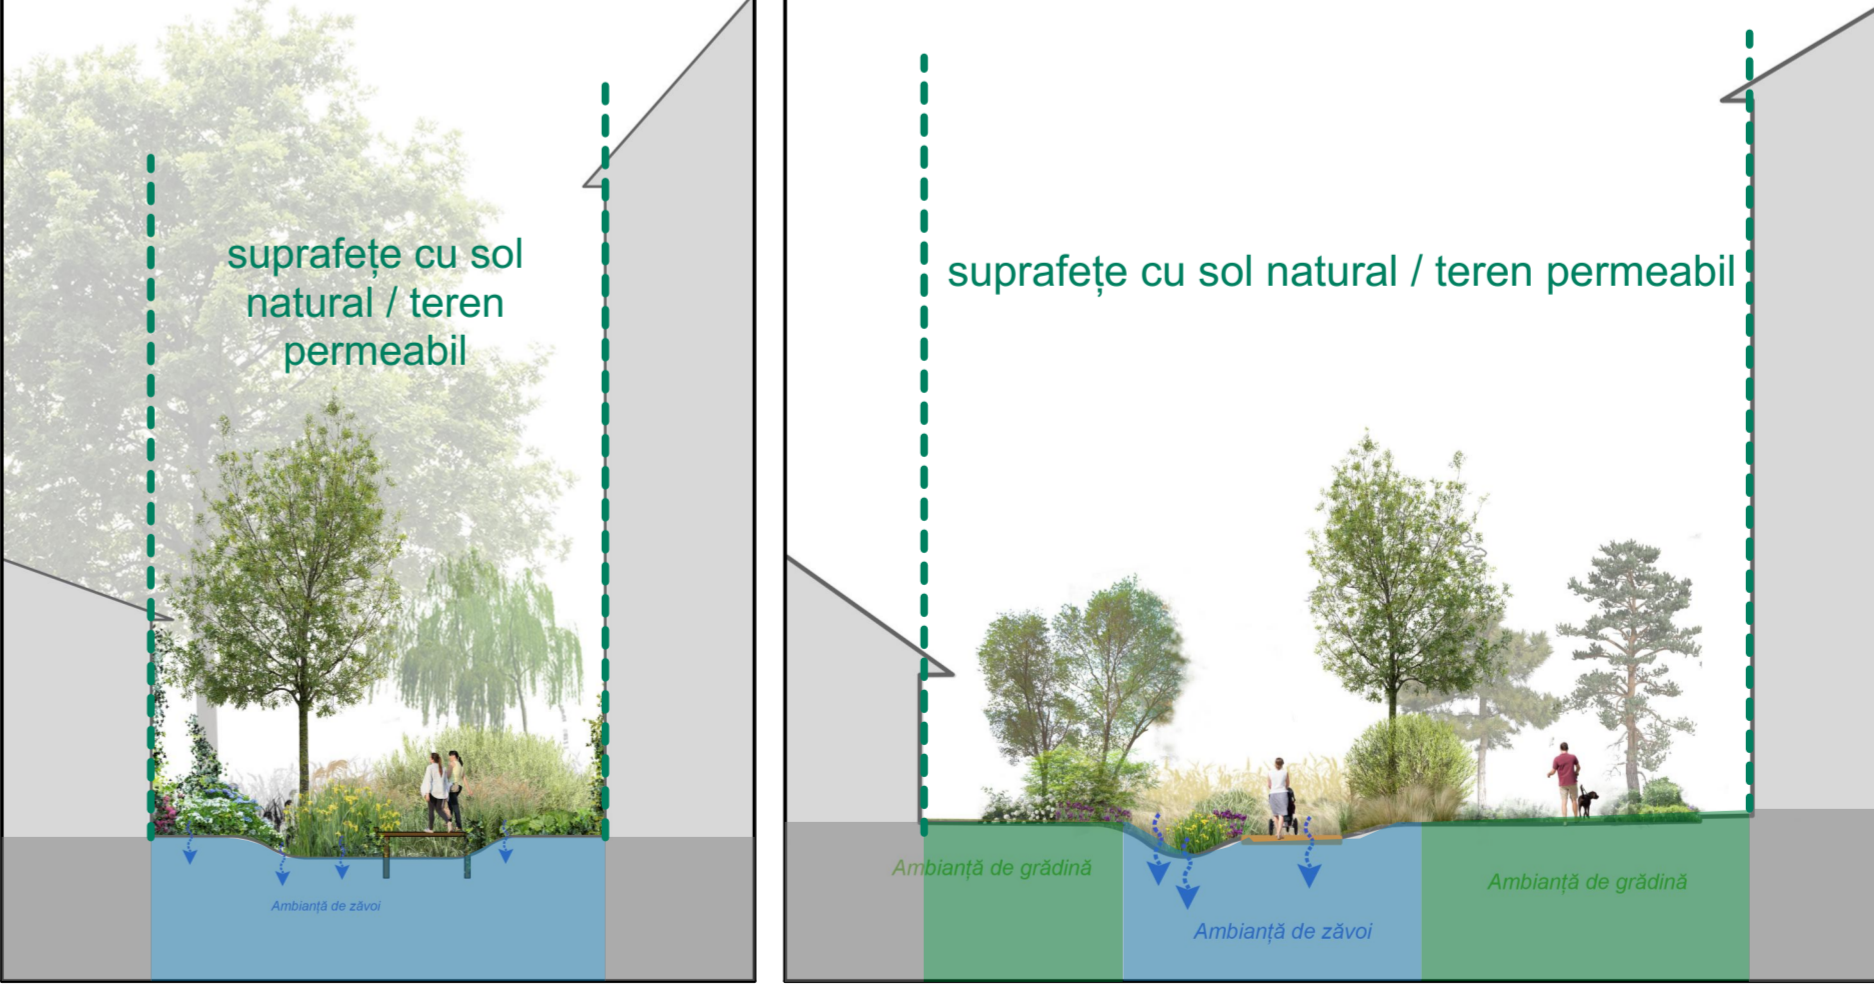 suprafețe cu sol
natural / teren
permeabil
Ambianță de zăvoi
suprafețe cu sol natural / teren permeabil
Ambianță de grădină
Ambianță de zăvoi
Ambianță de grădină